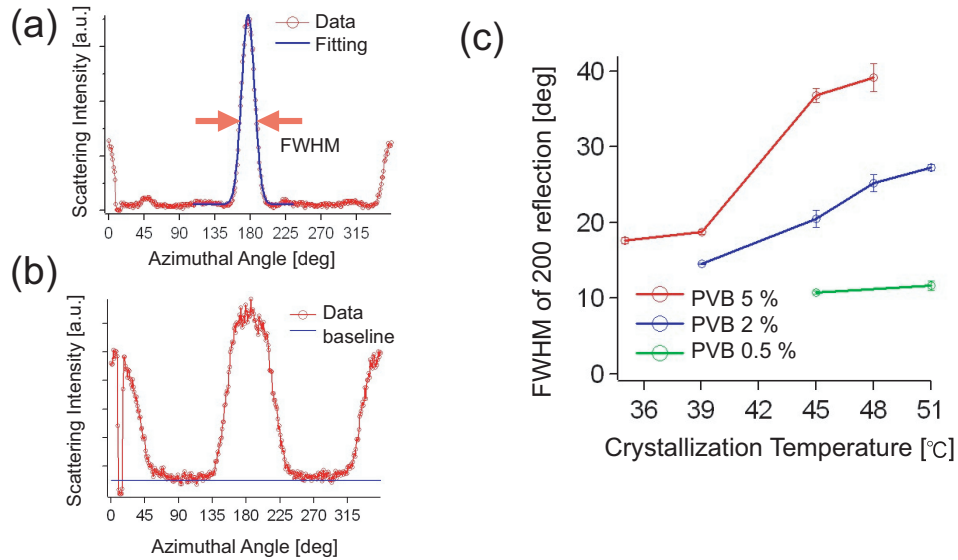 (a)
Scattering Intensity [a.u.]
Data
Fitting
FWHM
0 45 90 135 180 225 270 315
Azimuthal Angle [deg]
(b)
Scattering Intensity [a.u.]
Data
baseline
0 45 90 135 180 225 270 315
Azimuthal Angle [deg]
(c)
FWHM of 200 reflection [deg]
40
30
20
10
0
PVB 5 %
PVB 2 %
PVB 0.5 %
36 39 42 45 48 51
Crystallization Temperature [℃]